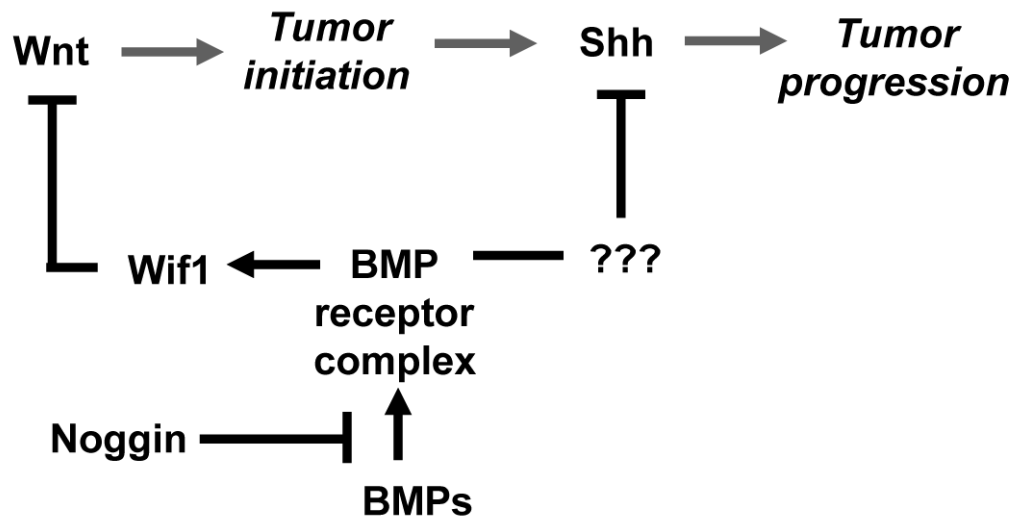 Wnt
Tumor
initiation
Shh
Tumor
progression
Wif1
BMP
receptor
complex
???
Noggin
BMPs